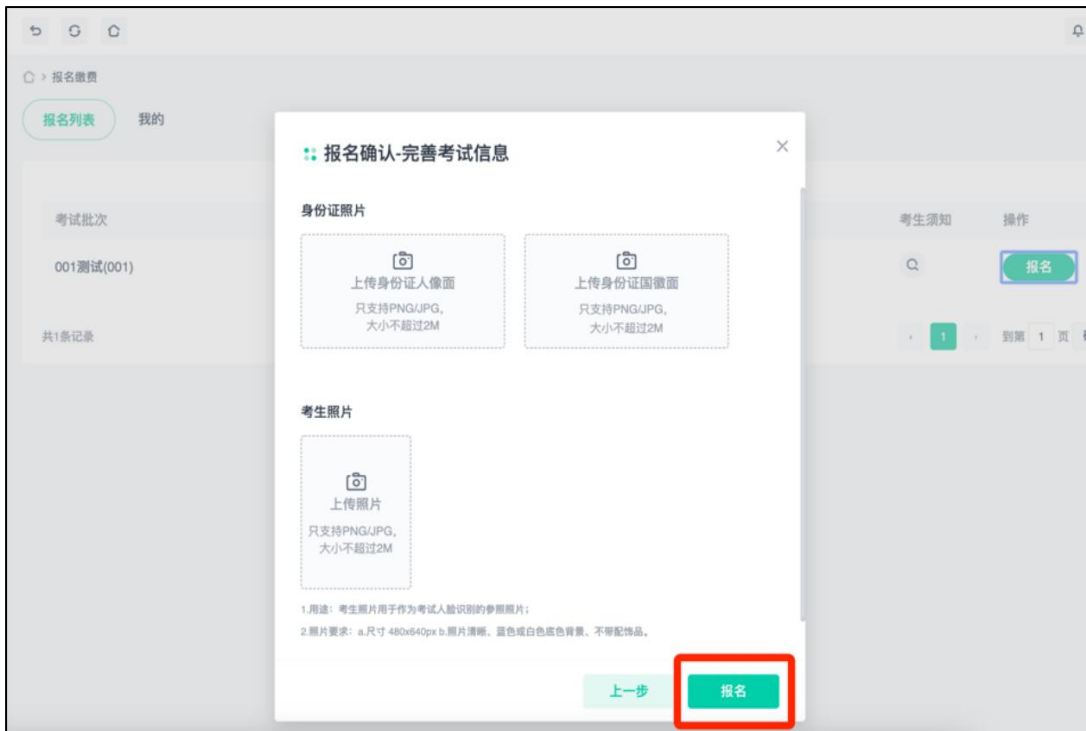 报名缴费
报名列表
我的
报名确认-完善考试信息
身份证照片
考试批次
考生须知
操作
上传身份证人像面
上传身份证国徽面
001测试(001)
报名
只支持PNG/JPG,
大小不超过2M
只支持PNG/JPG,
大小不超过2M
共1条记录
1
到第 1 页
考生照片
上传照片
只支持PNG/JPG,
大小不超过2M
1.用途：考生照片用于作为考试人脸识别的参照照片；
2.照片要求：a.尺寸 480x640px b.照片清晰、蓝色或白色底色背景、不带配饰品。
上一步
报名